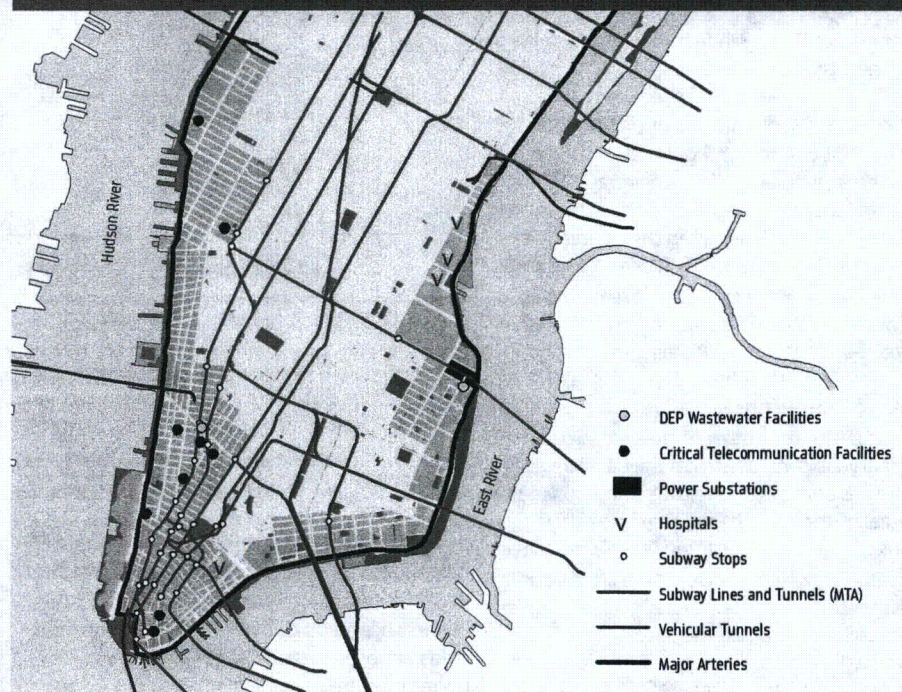 Hudson River
East River
DEP Wastewater Facilities
Critical Telecommunication Facilities
Power Substations
V Hospitals
Subway Stops
Subway Lines and Tunnels (MTA)
Vehicular Tunnels
Major Arteries